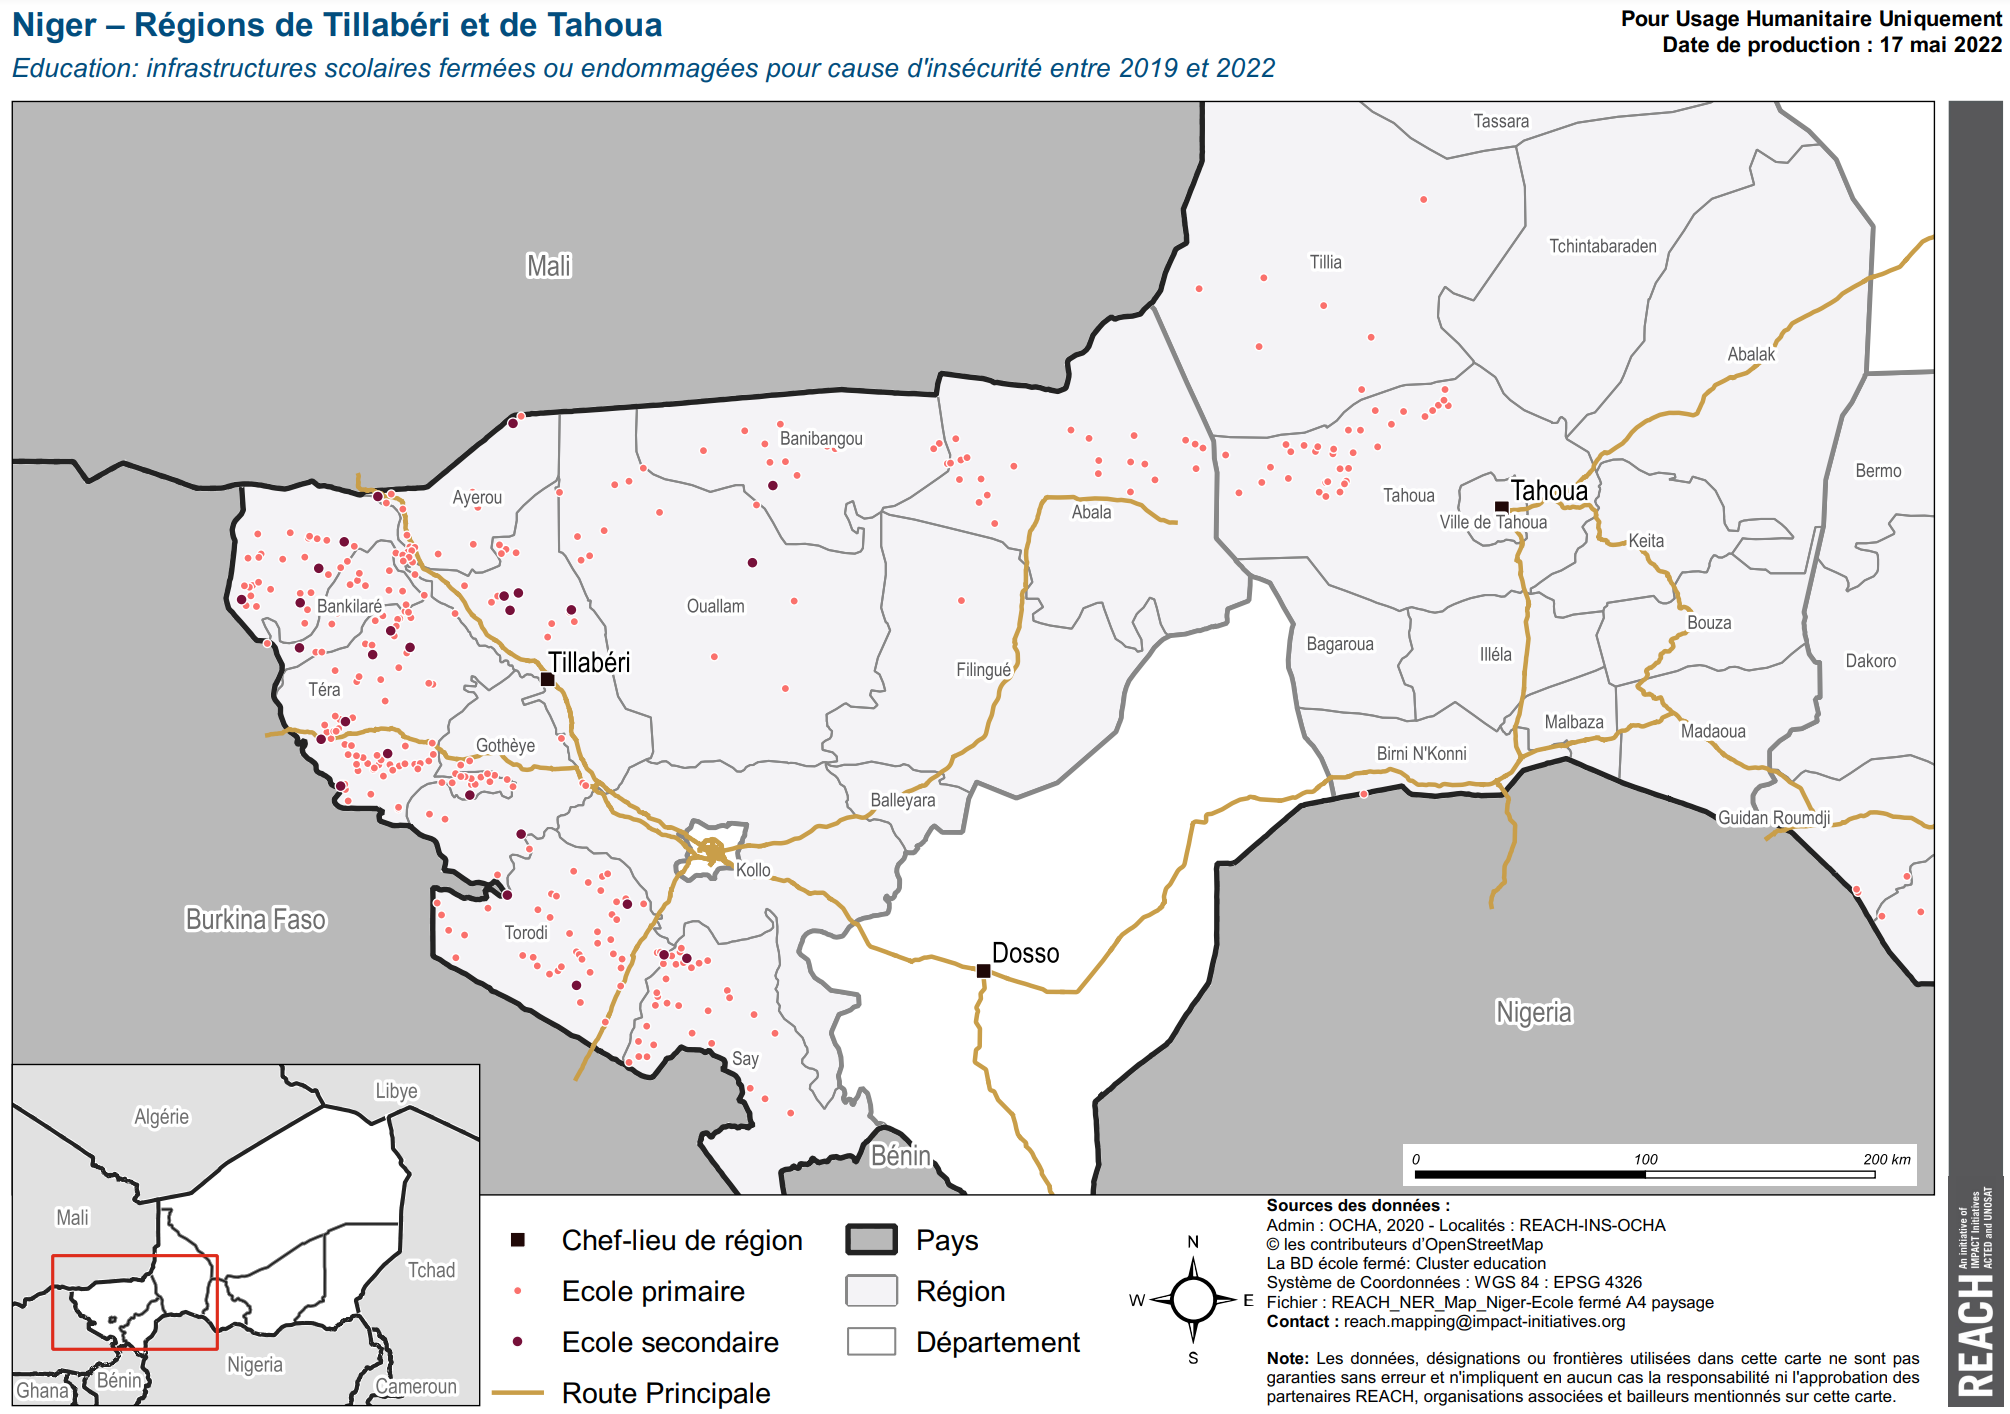 Niger – Régions de Tillabéri et de Tahoua
Education: infrastructures scolaires fermées ou endommagées pour cause d'insécurité entre 2019 et 2022
Pour Usage Humanitaire Uniquement
Date de production : 17 mai 2022
Tassara
Tchintabaraden
Tillia
Mali
Abalak
Banibangou
Bermo
Ayerou
Tahoua
Tahoua
Abala
Ville de Tahoua
Keita
Bankilaré
Ouallam
Bouza
Bagaroua
Illéla
Dakoro
Tillabéri
Filingué
Téra
Malbaza
Madaoua
Gothèye
Birni N'Konni
Balleyara
Guidan Roumdji
Kollo
Burkina Faso
Torodi
Dosso
Nigeria
Say
Bénin
0 100 200 km
Libye
Algérie
Mali
Tchad
Nigeria
Bénin
Ghana
Cameroun
Chef-lieu de région
Ecole primaire
Ecole secondaire
Route Principale
Pays
Région
Département
N
W E
S
Sources des données :
Admin : OCHA, 2020 - Localités : REACH-INS-OCHA
© les contributeurs d'OpenStreetMap
La BD école fermé: Cluster education
Système de Coordonnées : WGS 84 : EPSG 4326
Fichier : REACH_NER_Map_Niger-Ecole fermé A4 paysage
Contact : reach.mapping@impact-initiatives.org
Note: Les données, désignations ou frontières utilisées dans cette carte ne sont pas
garanties sans erreur et n'impliquent en aucun cas la responsabilité ni l'approbation des
partenaires REACH, organisations associées et bailleurs mentionnés sur cette carte.
REACH
An initiative of
IMPACT Initiatives
ACTED and UNOSAT